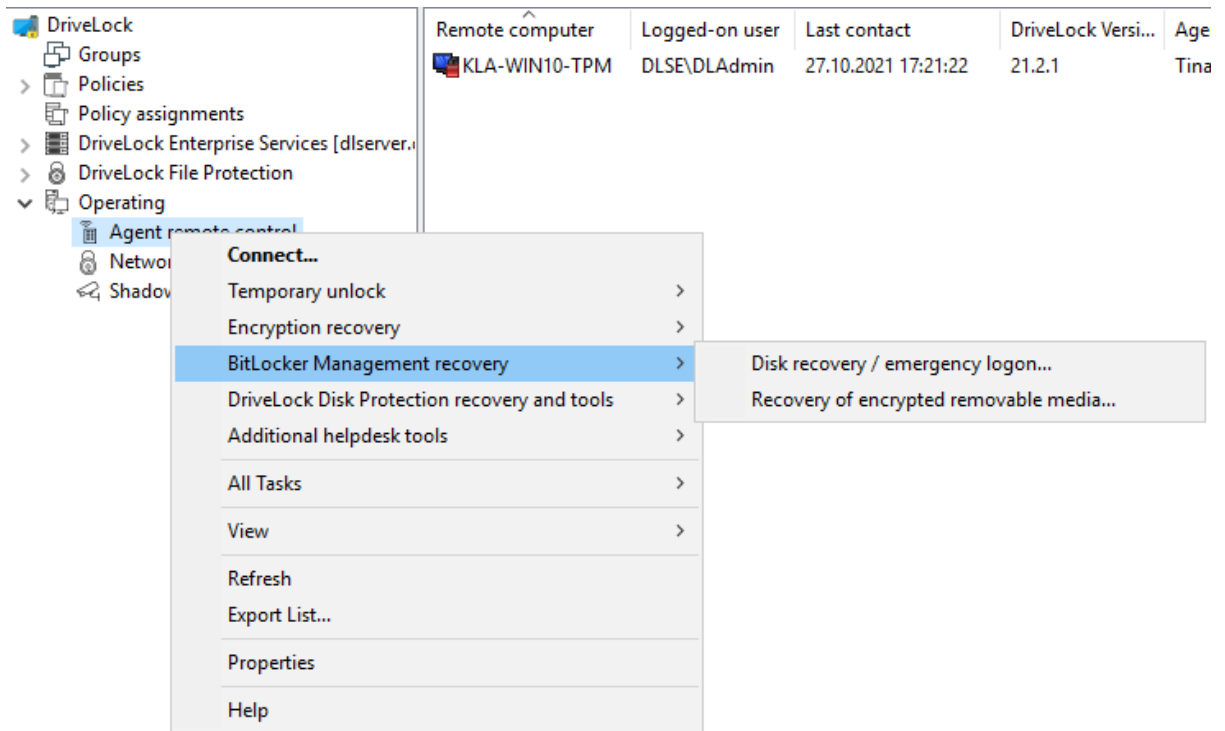 DriveLock
Groups
Policies
Policy assignments
DriveLock Enterprise Services [dlserver.
DriveLock File Protection
Operating
Agent remote control
Networ
Shadov
Remote computer Logged-on user Last contact DriveLock Versi... Age
KLA-WIN10-TPM DLSE\DLAdmin 27.10.2021 17:21:22 21.2.1 Tina
Connect...
Temporary unlock
Encryption recovery
BitLocker Management recovery
DriveLock Disk Protection recovery and tools
Additional helpdesk tools
All Tasks
View
Refresh
Export List...
Properties
Help
Disk recovery / emergency logon...
Recovery of encrypted removable media...